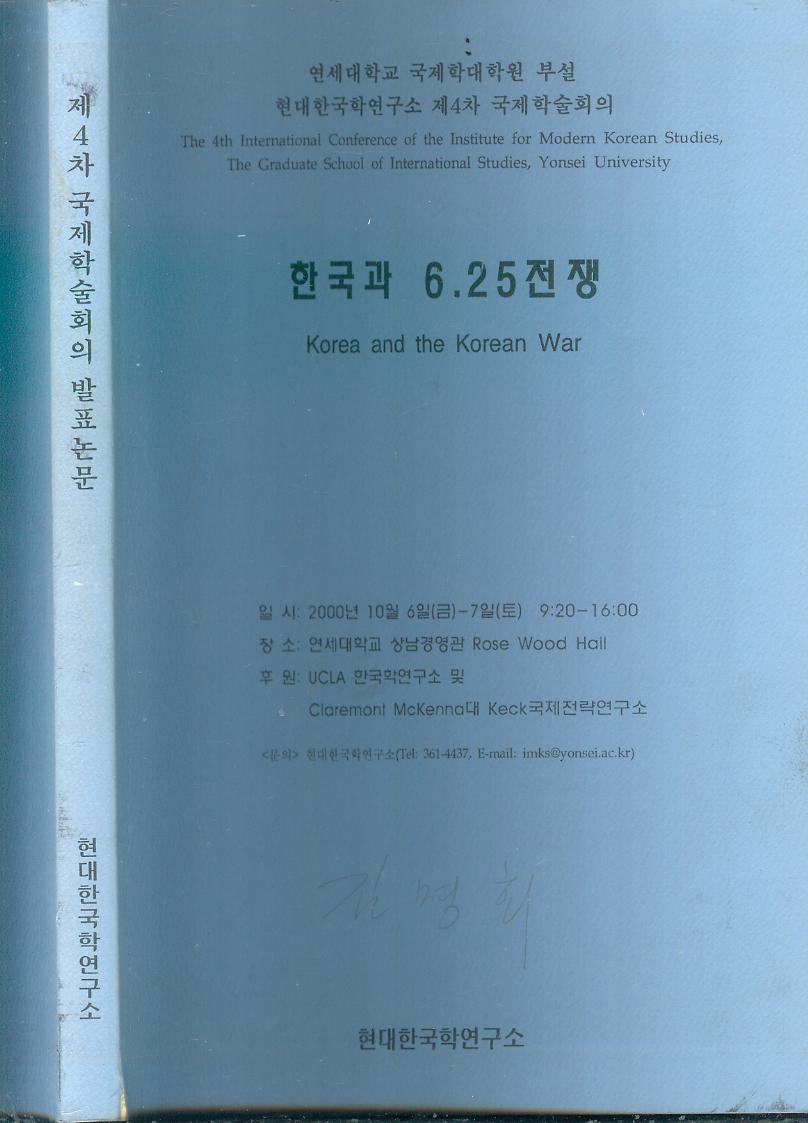 제4차 국제학술회의 발표논문
현대한국학연구소
연세대학교 국제학대학원 부설
현대한국학연구소 제4차 국제학술회의
The 4th International Conference of the Institute for Modern Korean Studies,
The Graduate School of International Studies, Yonsei University
한국과 6.25전쟁
Korea and the Korean War
일 시: 2000년 10월 6일(금)-7일(토) 9:20-16:00
장 소: 연세대학교 상남경영관 Rose Wood Hall
후 원: UCLA 한국학연구소 및
Claremont McKenna대 Keck국제전략연구소
<문의> 현대한국학연구소(Tel: 361-4437, E-mail: imks@yonsei.ac.kr)
김명회
현대한국학연구소